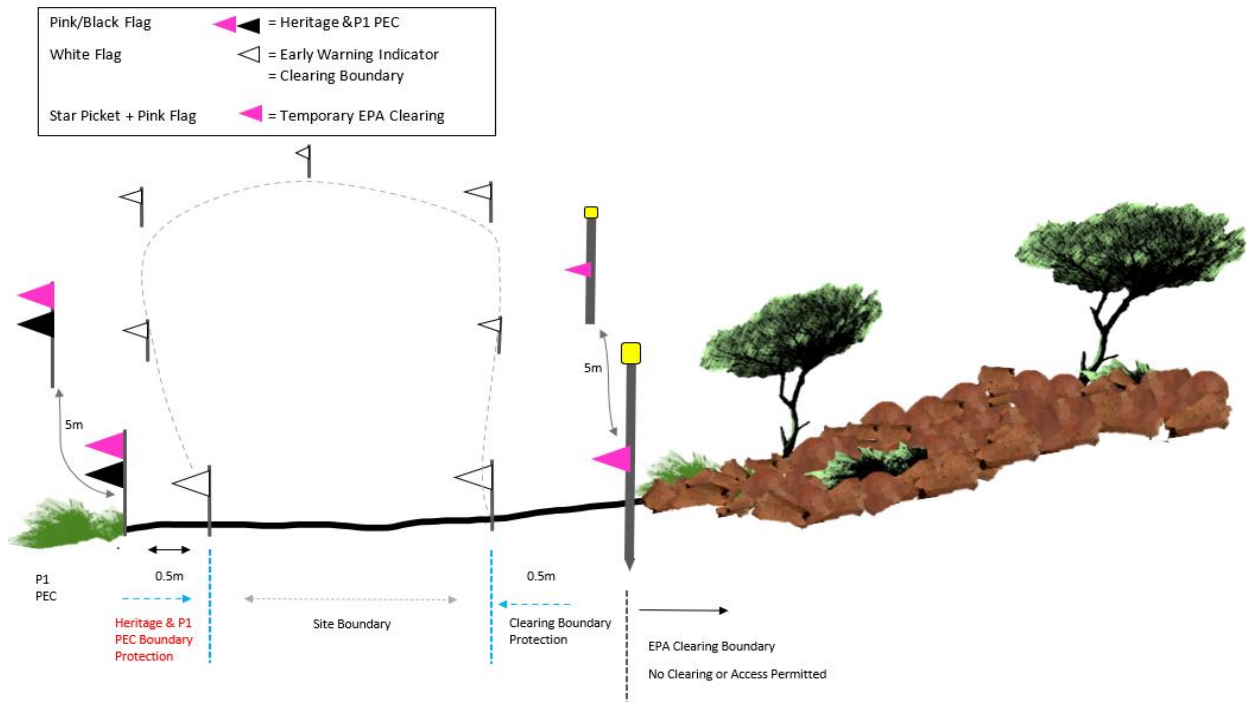 Pink/Black Flag = Heritage &P1 PEC
White Flag = Early Warning Indicator
= Clearing Boundary
Star Picket + Pink Flag = Temporary EPA Clearing
5m
5m
P1
PEC
0.5m
Heritage & P1
PEC Boundary
Protection
Site Boundary
0.5m
Clearing Boundary
Protection
EPA Clearing Boundary
No Clearing or Access Permitted